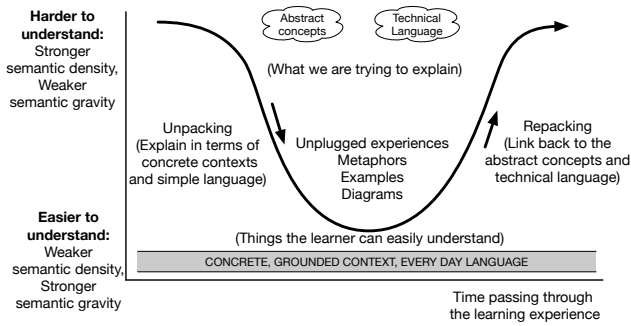 Harder to
understand:
Stronger
semantic density,
Weaker
semantic gravity
Abstract
concepts
Technical
Language
(What we are trying to explain)
Unpacking
(Explain in terms of
concrete contexts
and simple language)
Unplugged experiences
Metaphors
Examples
Diagrams
Repacking
(Link back to the
abstract concepts and
technical language)
Easier to
understand:
Weaker
semantic density,
Stronger
semantic gravity
(Things the learner can easily understand)
CONCRETE, GROUNDED CONTEXT, EVERY DAY LANGUAGE
Time passing through
the learning experience